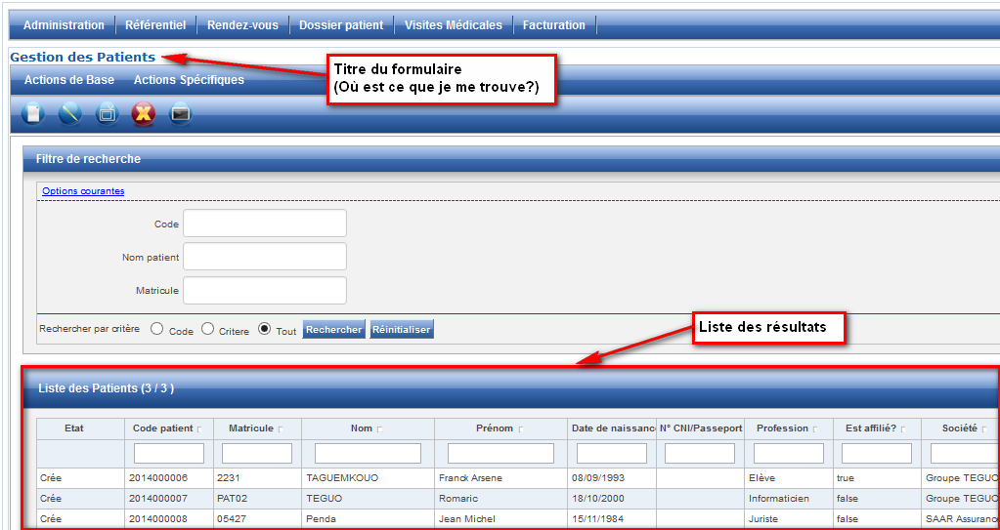 Administration Référentiel Rendez-vous Dossier patient Visites Médicales Facturation
Gestion des Patients
Titre du formulaire
(Où est ce que je me trouve?)
Actions de Base Actions Spécifiques
Filtre de recherche
Options courantes
Code
Nom patient
Matricule
Rechercher par critère Code Critere Tout Rechercher Réinitialiser
Liste des résultats
Liste des Patients (3 / 3 )
Etat Code patient Matricule Nom Prénom Date de naissance N° CNI/Passeport Profession Est affilié? Société
Crée 2014000006 2231 TAGUEMKOUO Franck Arsene 08/09/1993 Elève true Groupe TEGUO
Crée 2014000007 PAT02 TEGUO Romaric 18/10/2000 Informaticien false Groupe TEGUO
Crée 2014000008 05427 Penda Jean Michel 15/11/1984 Juriste false SAAR Assuranc